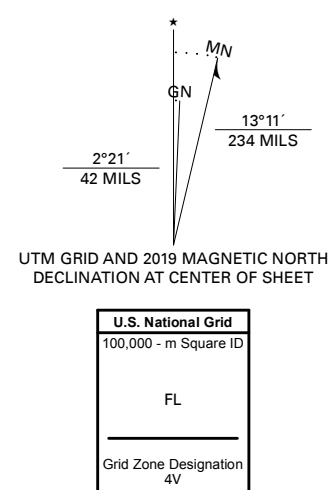 ★
MN
GN
13°11´
234 MILS
2°21´
42 MILS
UTM GRID AND 2019 MAGNETIC NORTH
DECLINATION AT CENTER OF SHEET
U.S. National Grid
100,000 - m Square ID
FL
Grid Zone Designation
4V